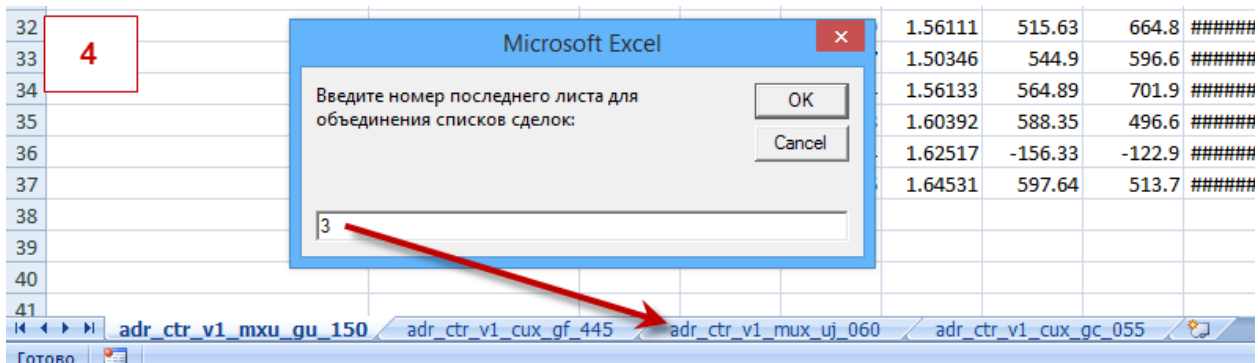 32 1.56111 515.63 664.8 ######
4
33 1.50346 544.9 596.6 ######
34 1.56133 564.89 701.9 ######
35 1.60392 588.35 496.6 ######
36 1.62517 -156.33 -122.9 ######
37 1.64531 597.64 513.7 ######
38
39
40
41
Microsoft Excel
Введите номер последнего листа для
объединения списков сделок:
OK
Cancel
3
adr_ctr_v1_mxu_gu_150 adr_ctr_v1_cux_gf_445 adr_ctr_v1_mux_uj_060 adr_ctr_v1_cux_gc_055
Готово